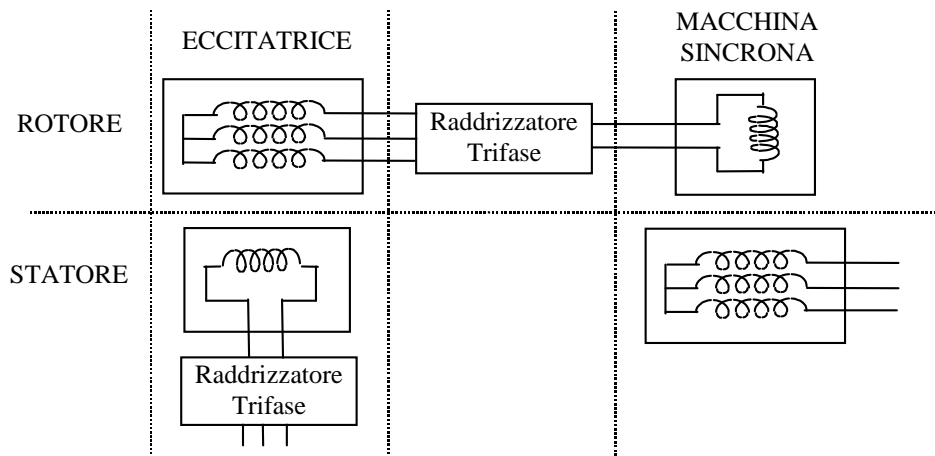 ECCITATRICE
MACCHINA
SINCRONA
ROTORE
Raddrizzatore
Trifase
STATORE
Raddrizzatore
Trifase